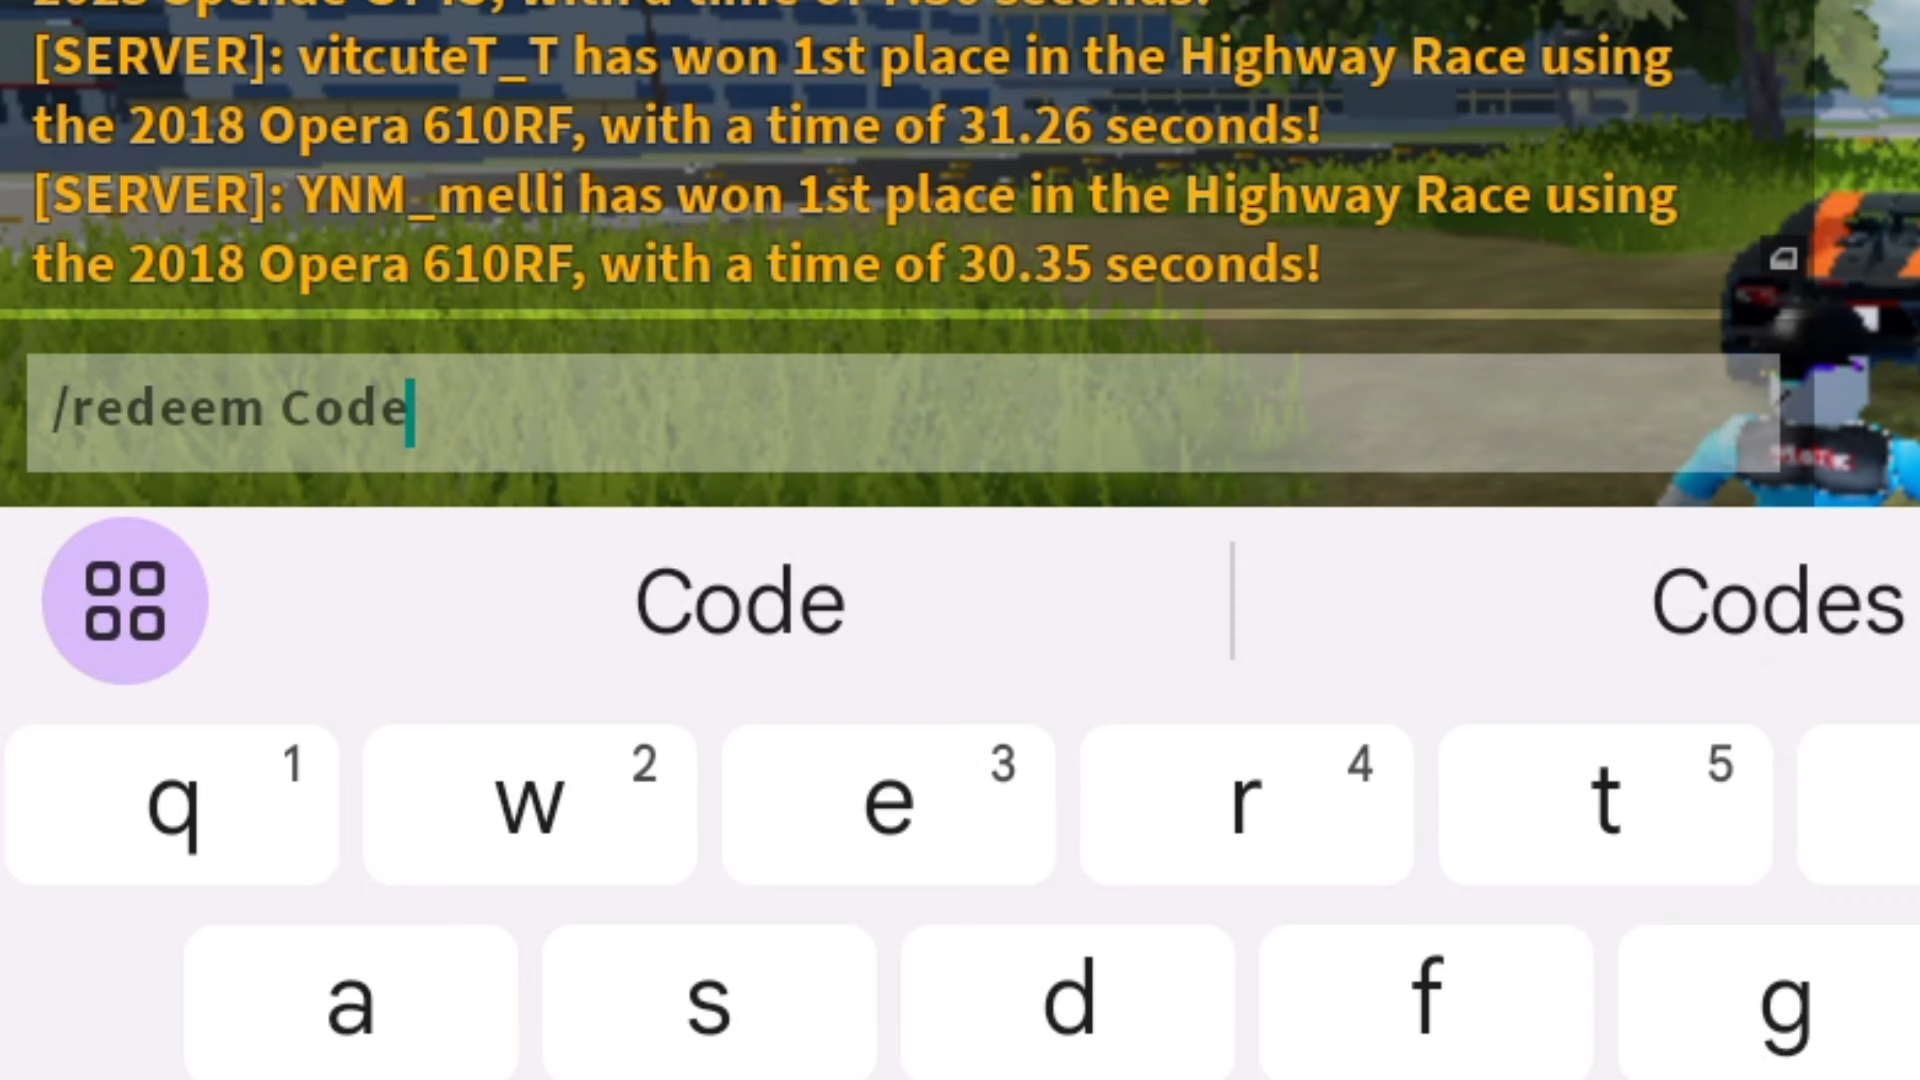 [SERVER]: vitcuteT_T has won 1st place in the Highway Race using
the 2018 Opera 610RF, with a time of 31.26 seconds!
[SERVER]: YNM_melli has won 1st place in the Highway Race using
the 2018 Opera 610RF, with a time of 30.35 seconds!
/redeem Code
Code Codes
q 1 w 2 e 3 r 4 t 5
a s d f g